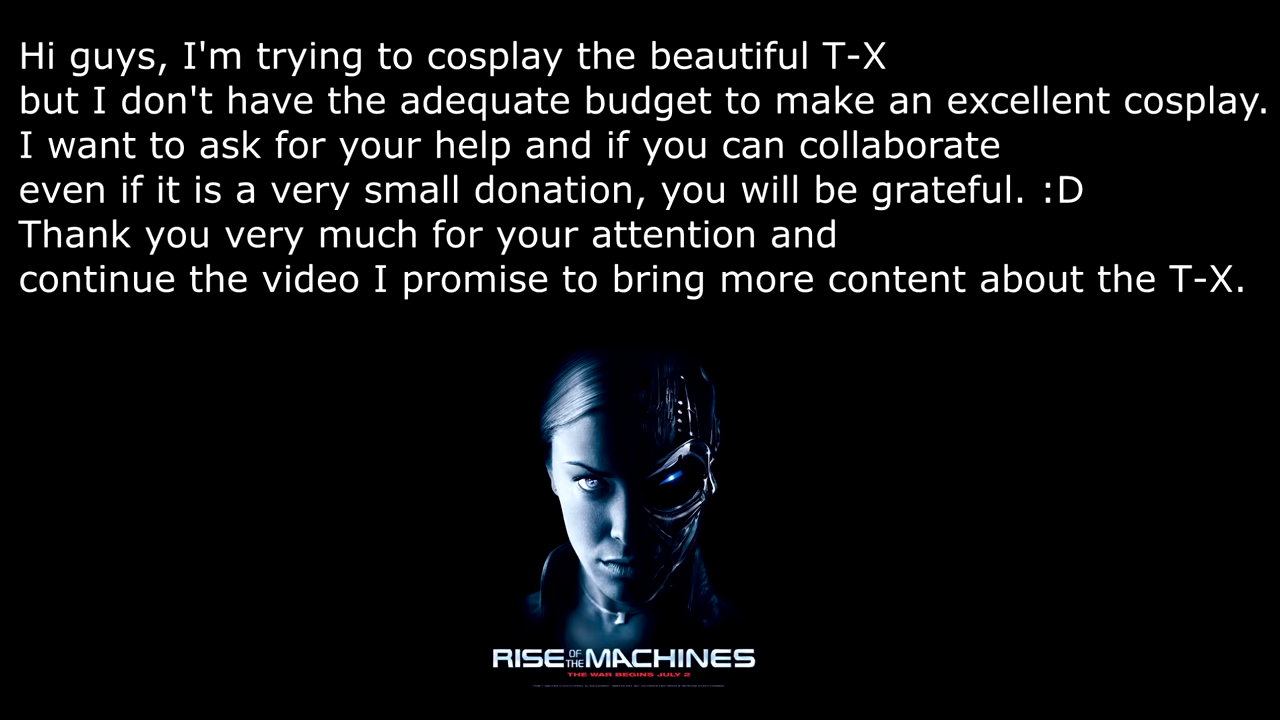 Hi guys, I'm trying to cosplay the beautiful T-X
but I don't have the adequate budget to make an excellent cosplay.
I want to ask for your help and if you can collaborate
even if it is a very small donation, you will be grateful. :D
Thank you very much for your attention and
continue the video I promise to bring more content about the T-X.
RISE OF THE MACHINES
THE WAR BEGINS JULY 2